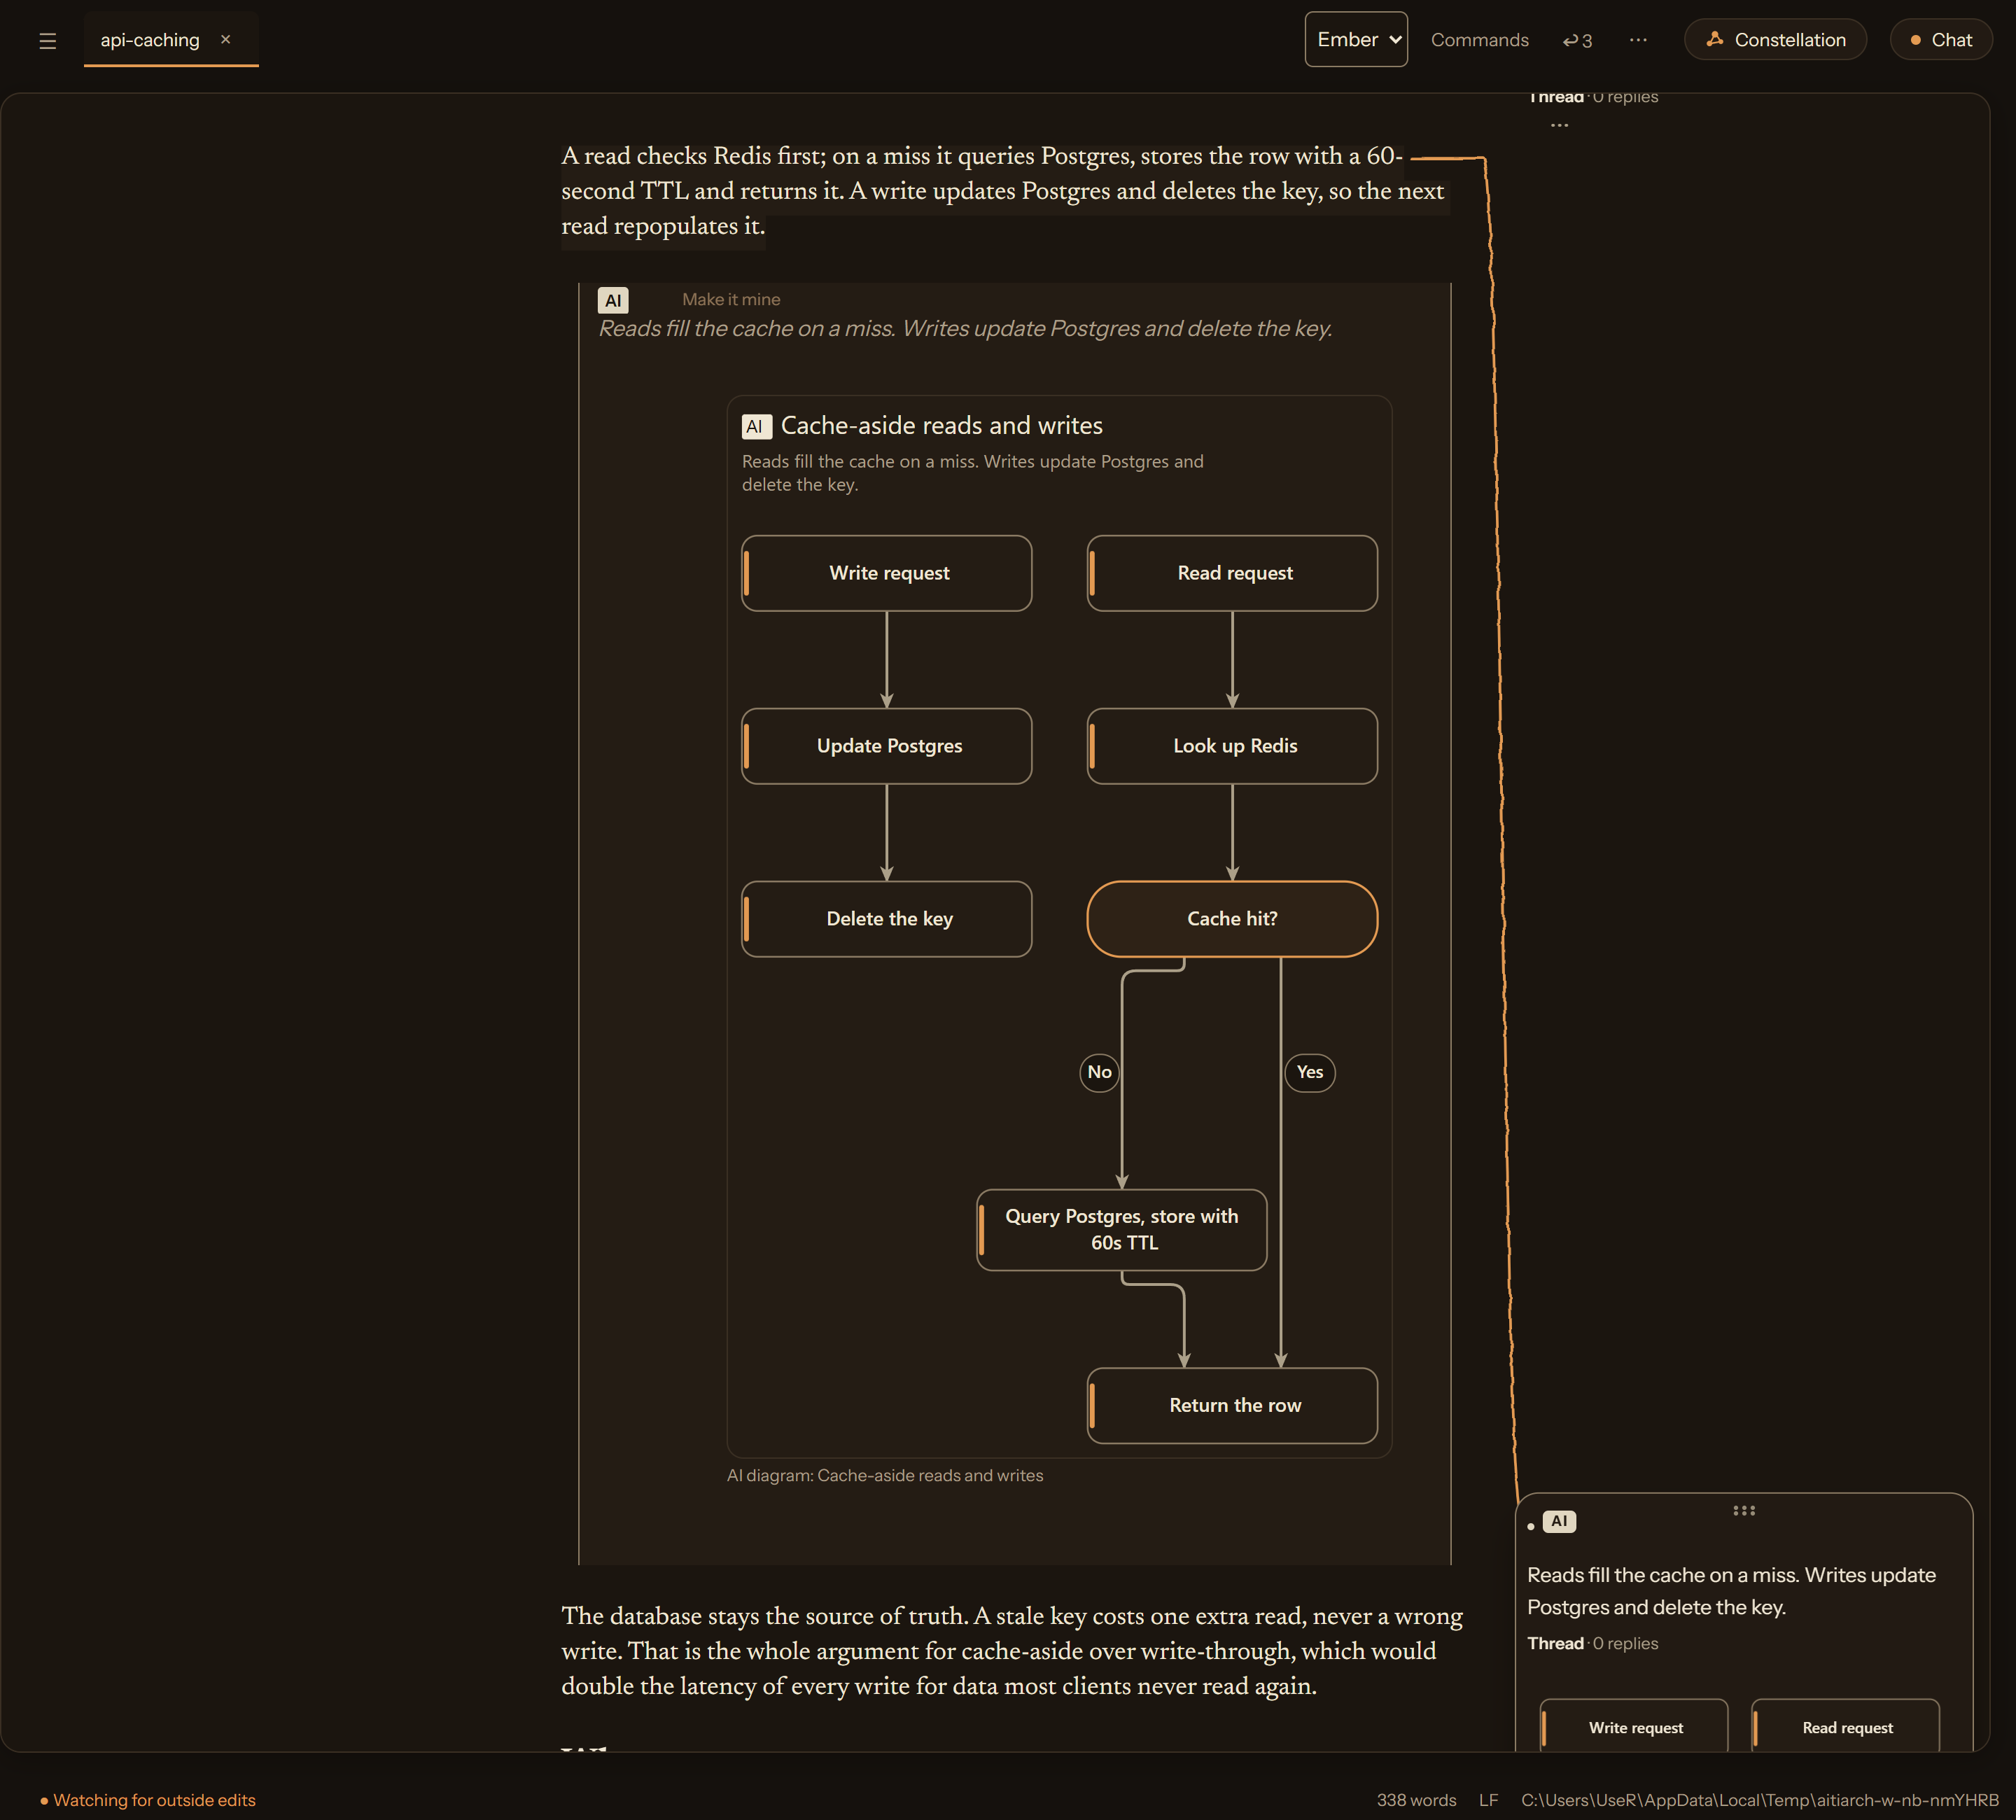 api-caching ×
Ember Commands 3 ... Constellation Chat
Thread · 0 replies
...
A read checks Redis first; on a miss it queries Postgres, stores the row with a 60-
second TTL and returns it. A write updates Postgres and deletes the key, so the next
read repopulates it.
AI Make it mine
Reads fill the cache on a miss. Writes update Postgres and delete the key.
AI Cache-aside reads and writes
Reads fill the cache on a miss. Writes update Postgres and
delete the key.
Write request Read request
Update Postgres Look up Redis
Delete the key Cache hit?
No Yes
Query Postgres, store with
60s TTL
Return the row
AI diagram: Cache-aside reads and writes
The database stays the source of truth. A stale key costs one extra read, never a wrong
write. That is the whole argument for cache-aside over write-through, which would
double the latency of every write for data most clients never read again.
AI
Reads fill the cache on a miss. Writes update
Postgres and delete the key.
Thread · 0 replies
Write request Read request
Watching for outside edits
338 words LF C:\Users\UseR\AppData\Local\Temp\aitiarch-w-nb-nmYHRB